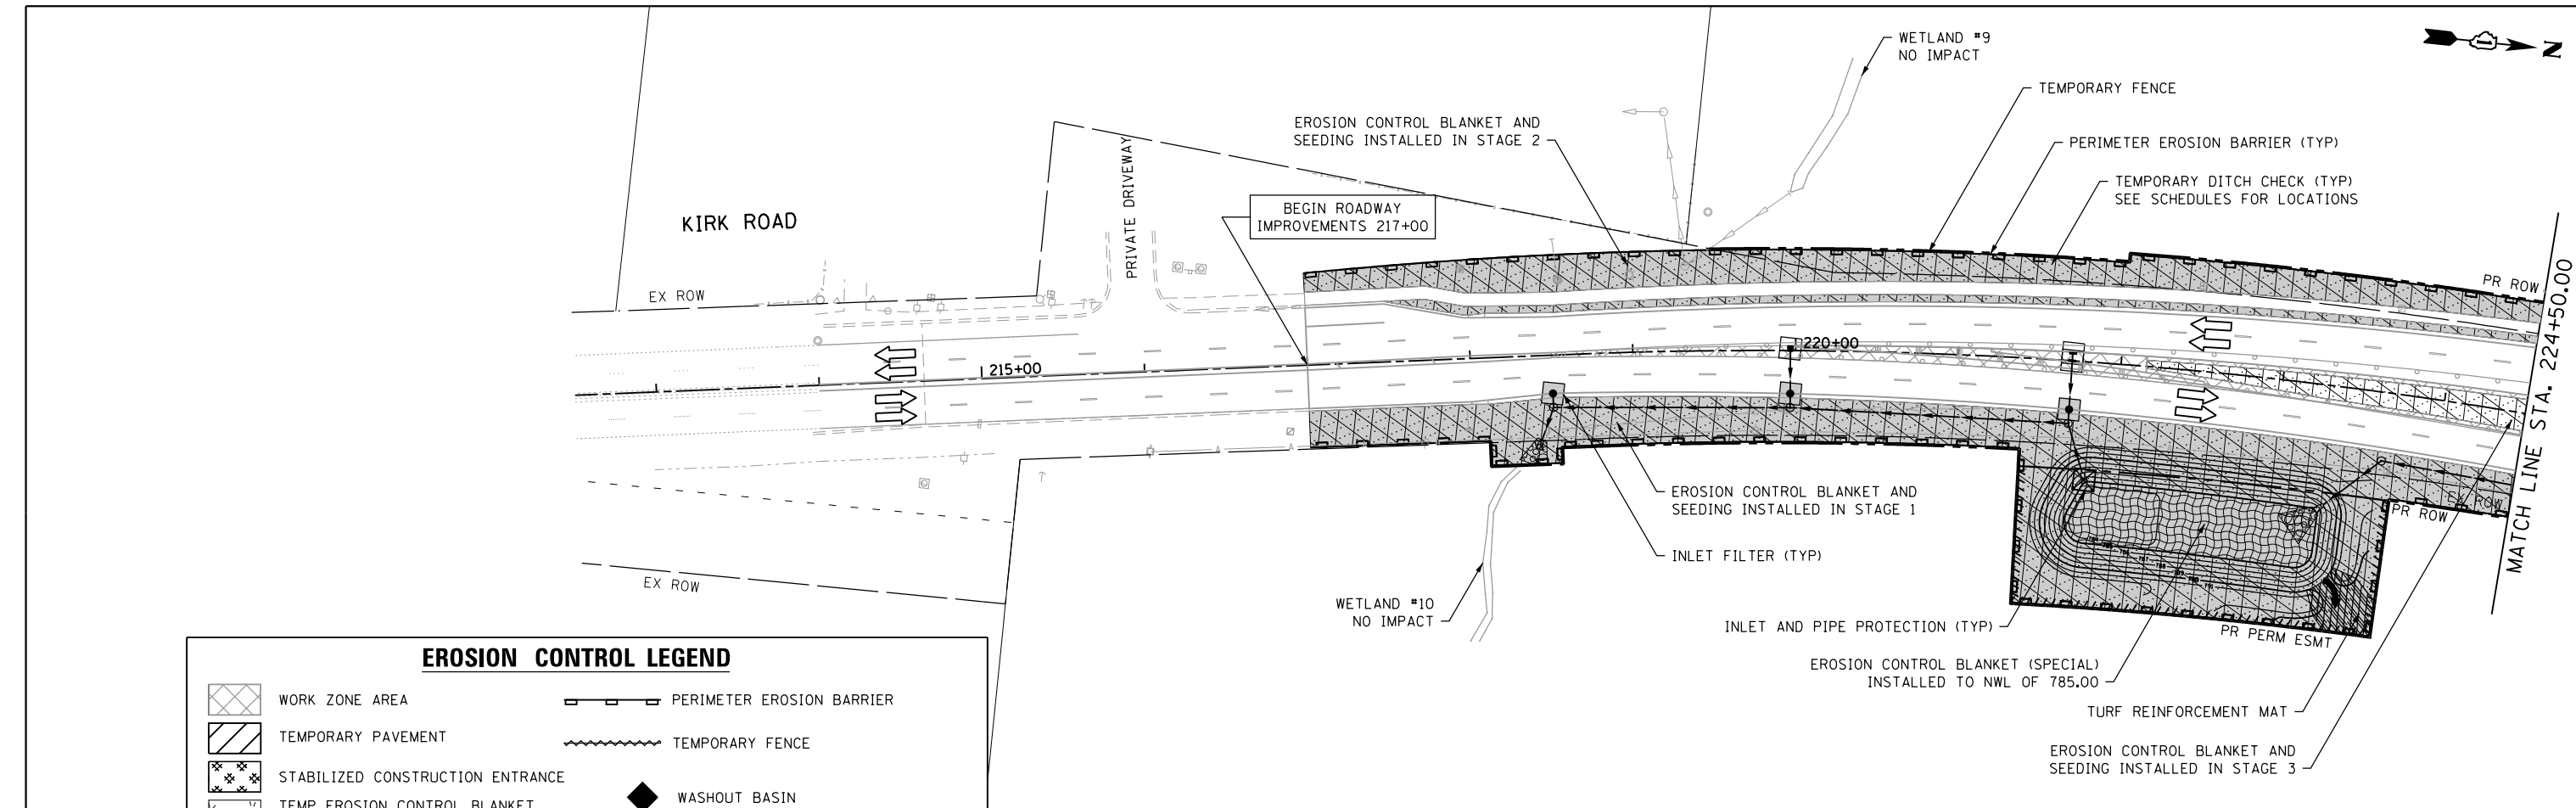 WETLAND #9
NO IMPACT
N
TEMPORARY FENCE
EROSION CONTROL BLANKET AND
SEEDING INSTALLED IN STAGE 2
PERIMETER EROSION BARRIER (TYP)
TEMPORARY DITCH CHECK (TYP)
SEE SCHEDULES FOR LOCATIONS
PRIVATE DRIVEWAY
BEGIN ROADWAY
IMPROVEMENTS 217+00
KIRK ROAD
EX ROW
PR ROW
MATCH LINE STA. 224+50.00
215+00
220+00
EROSION CONTROL BLANKET AND
SEEDING INSTALLED IN STAGE 1
EX ROW
PR ROW
INLET FILTER (TYP)
EX ROW
WETLAND #10
NO IMPACT
INLET AND PIPE PROTECTION (TYP)
PR PERM ESMT
EROSION CONTROL BLANKET (SPECIAL)
INSTALLED TO NWL OF 785.00
TURF REINFORCEMENT MAT
EROSION CONTROL BLANKET AND
SEEDING INSTALLED IN STAGE 3
EROSION CONTROL LEGEND
WORK ZONE AREA
PERIMETER EROSION BARRIER
TEMPORARY PAVEMENT
TEMPORARY FENCE
STABILIZED CONSTRUCTION ENTRANCE
WASHOUT BASIN
TEMP EROSION CONTROL BLANKET